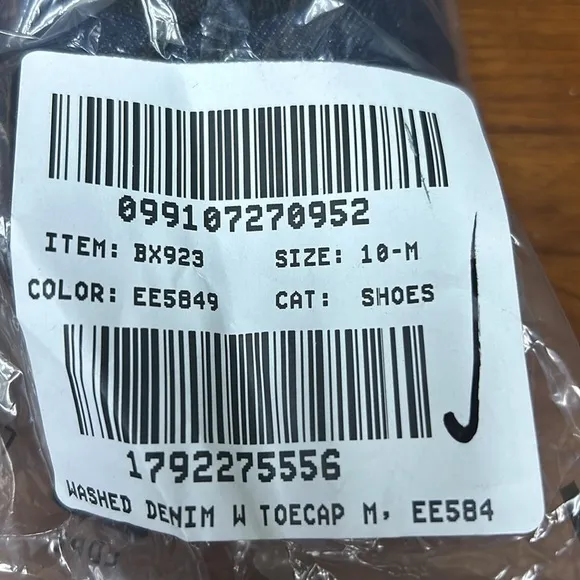 099107270952
ITEM: BX923 SIZE: 10-M
COLOR: EE5849 CAT: SHOES
1792275556
WASHED DENIM W TOECAP M, EE584